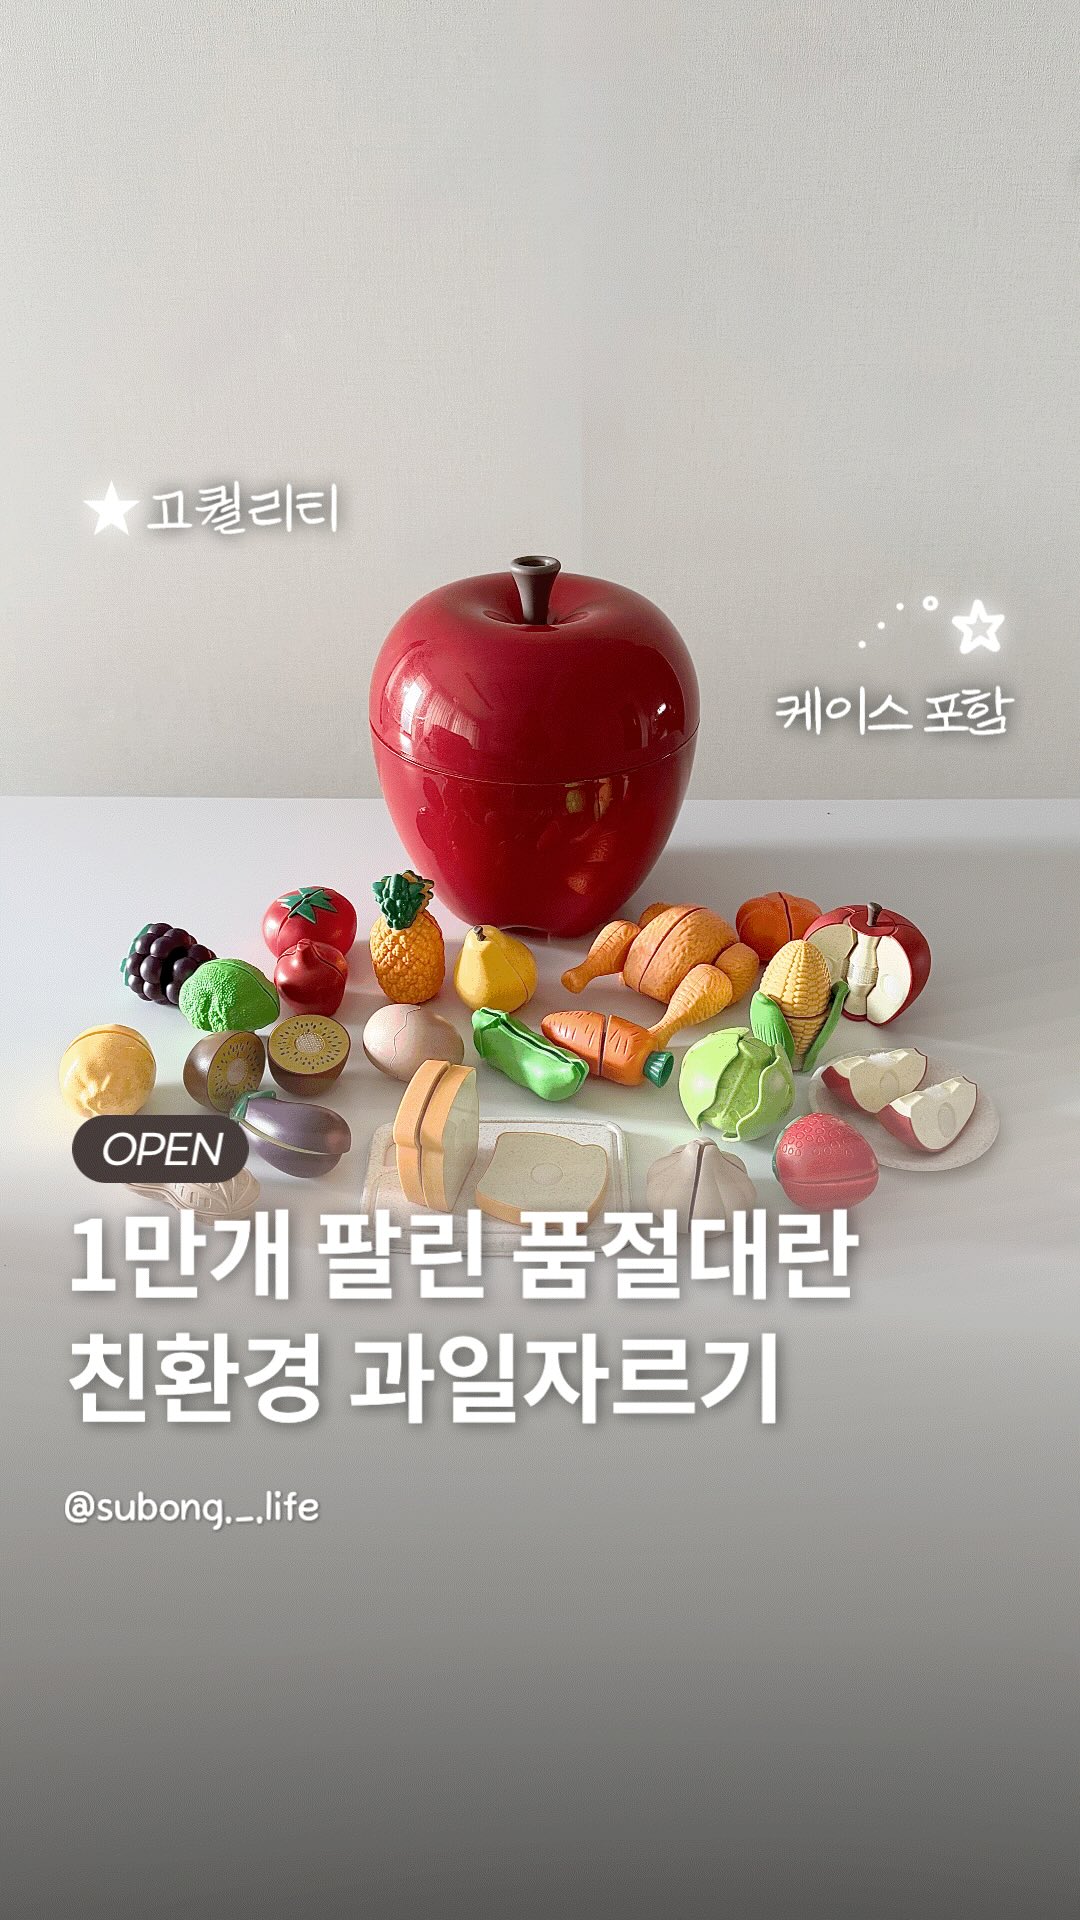 ★고퀄리티
케이스 포함
OPEN
1만개 팔린 품절대란
친환경 과일자르기
@subong._.life